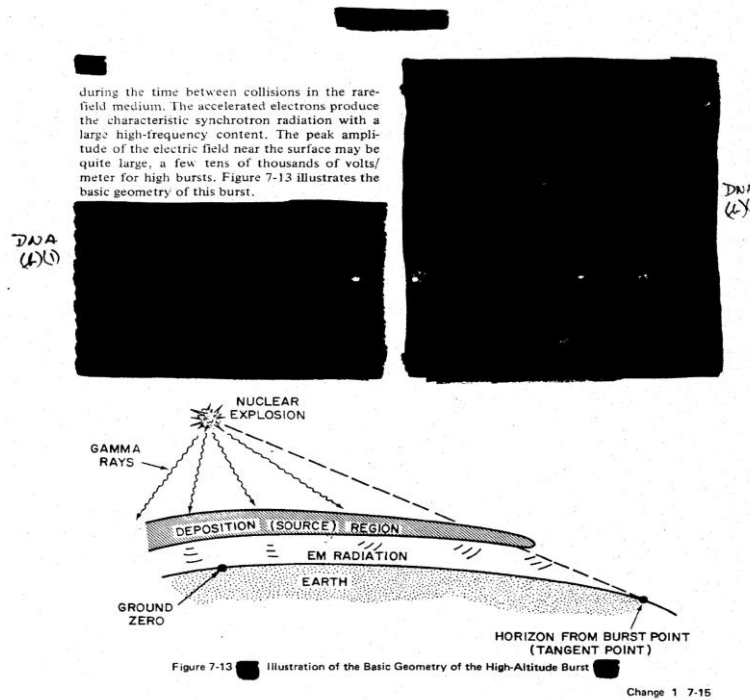 during the time between collisions in the rare-
field medium. The accelerated electrons produce
the characteristic synchrotron radiation with a
large high-frequency content. The peak ampli-
tude of the electric field near the surface may be
quite large, a few tens of thousands of volts/
meter for high bursts. Figure 7-13 illustrates the
basic geometry of this burst.
DNA
(b)(1)
DNA
NUCLEAR
EXPLOSION
GAMMA
RAYS
DEPOSITION (SOURCE) REGION
EM RADIATION
EARTH
GROUND
ZERO
HORIZON FROM BURST POINT
(TANGENT POINT)
Figure 7-13 Illustration of the Basic Geometry of the High-Altitude Burst
Change 1 7-15